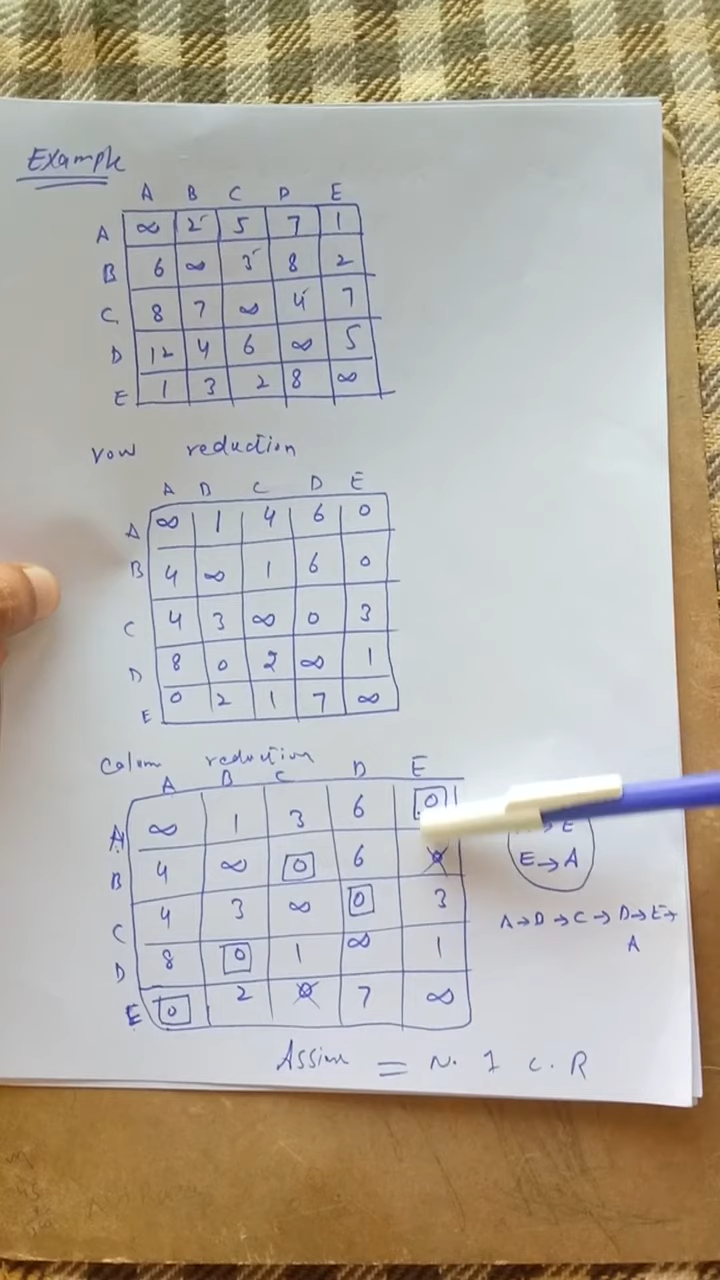 Example
A B C D E
A ∞ 2 5 7 1
B 6 ∞ 3 8 2
C 8 7 ∞ 4 7
D 12 4 6 ∞ 5
E 1 3 2 8 ∞
row reduction
A B C D E
A ∞ 1 4 6 0
B 4 ∞ 1 6 0
C 4 3 ∞ 0 3
D 8 0 2 ∞ 1
E 0 2 1 7 ∞
Colum reduction
A B C D E
A ∞ 1 3 6 0
B 4 ∞ 0 6 0
C 4 3 ∞ 0 3
D 8 0 1 ∞ 1
E 0 2 0 7 ∞
→ E
E → A
A → D → C → D → E →
A
= N. 1 C. R